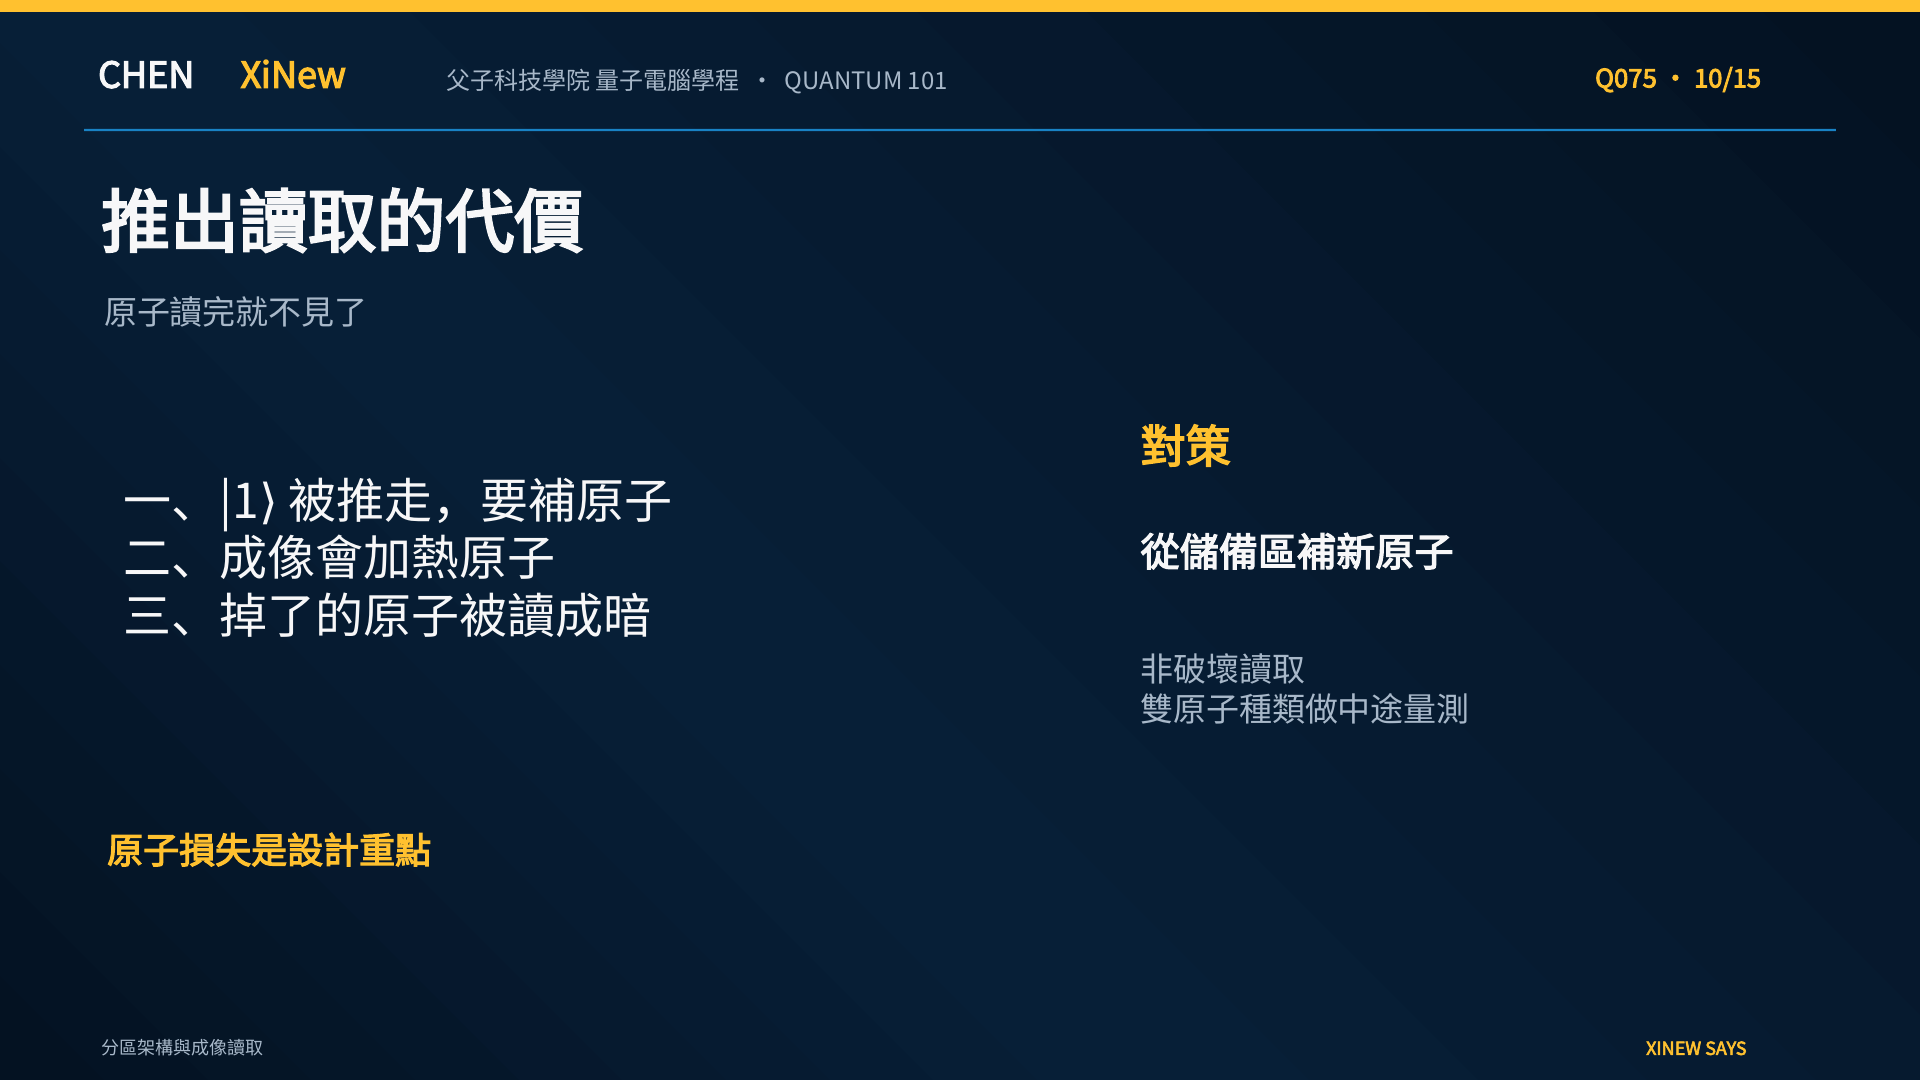 CHEN XiNew 父子科技學院 量子電腦學程 · QUANTUM 101 Q075 · 10/15
推出讀取的代價
原子讀完就不見了
一、|1⟩ 被推走，要補原子
二、成像會加熱原子
三、掉了的原子被讀成暗
對策
從儲備區補新原子
非破壞讀取
雙原子種類做中途量測
原子損失是設計重點
分區架構與成像讀取
XINEW SAYS